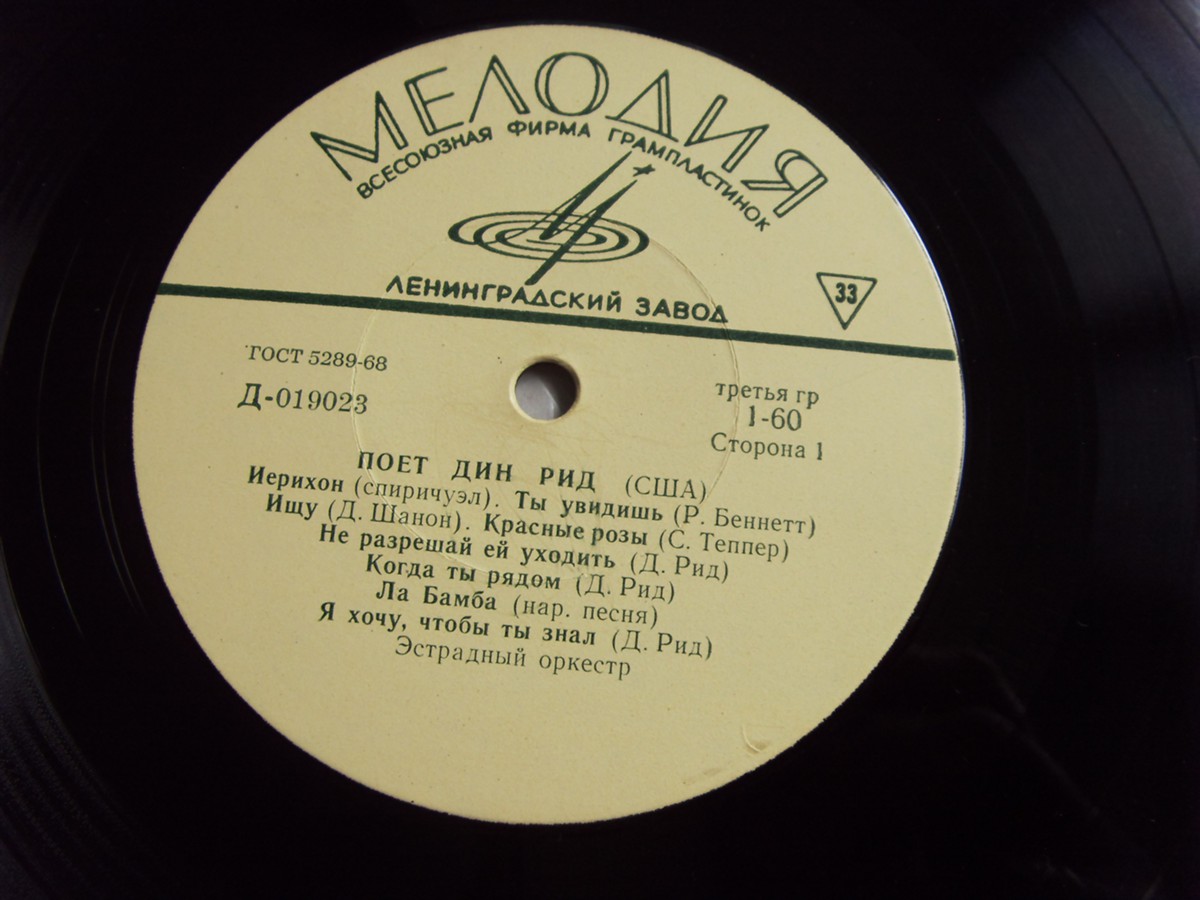 МЕЛОДИЯ
ВСЕСОЮЗНАЯ ФИРМА ГРАМПЛАСТИНОК
ЛЕНИНГРАДСКИЙ ЗАВОД
33
ГОСТ 5289-68
Д-019023
третья гр
1-60
Сторона 1
ПОЕТ ДИН РИД (США)
Иерихон (спиричуэл). Ты увидишь (Р. Беннетт)
Ищу (Д. Шанон). Красные розы (С. Теппер)
Не разрешай ей уходить (Д. Рид)
Когда ты рядом (Д. Рид)
Ла Бамба (нар. песня)
Я хочу, чтобы ты знал (Д. Рид)
Эстрадный оркестр